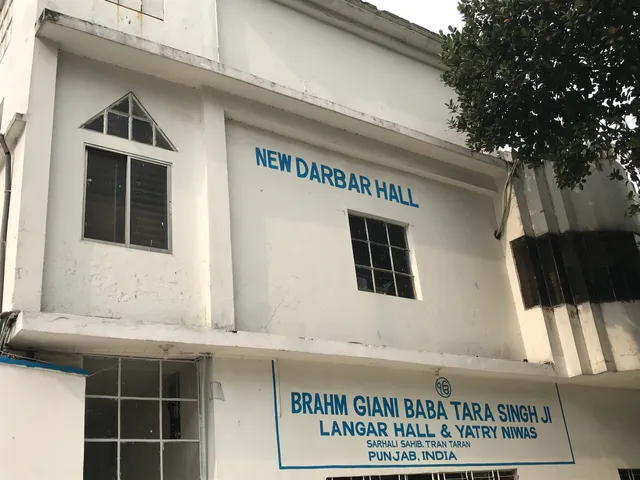 NEW DARBAR HALL
ੴ
BRAHM GIANI BABA TARA SINGH JI
LANGAR HALL & YATRY NIWAS
SARHALI SAHIB, TRAN TARAN
PUNJAB, INDIA